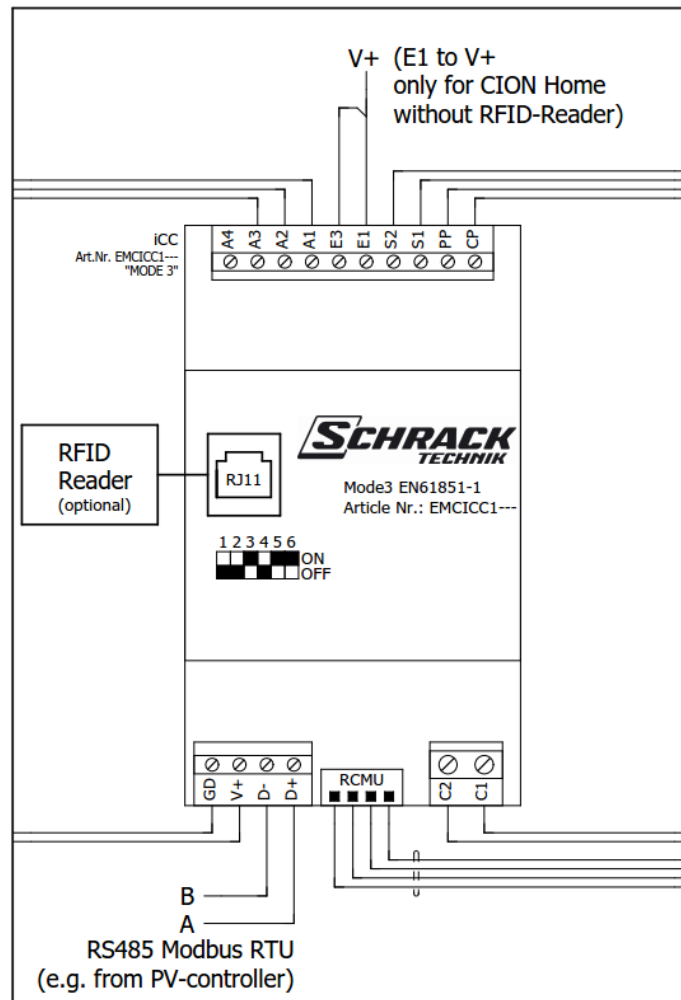 V+ (E1 to V+
only for CION Home
without RFID-Reader)
iCC
Art.Nr. EMCICC1---
"MODE 3"
A4 A3 A2 A1 E3 E1 S2 S1 PP CP
SCHRACK
TECHNIK
RFID
Reader
(optional)
RJ11
Mode3 EN61851-1
Article Nr.: EMCICC1---
1 2 3 4 5 6
ON
OFF
GD V+ D- D+
RCMU
C2 C1
B
A
RS485 Modbus RTU
(e.g. from PV-controller)